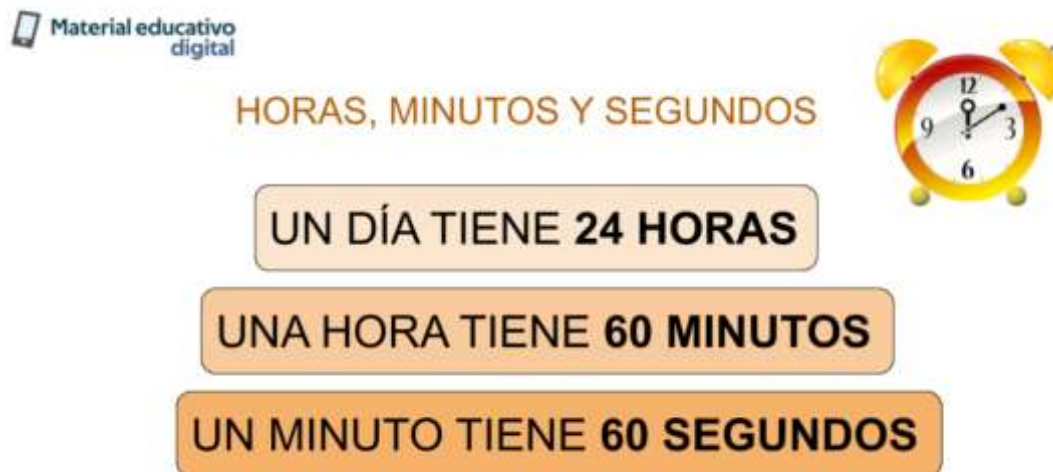 Material educativo
digital
HORAS, MINUTOS Y SEGUNDOS
12
9
3
6
UN DÍA TIENE 24 HORAS
UNA HORA TIENE 60 MINUTOS
UN MINUTO TIENE 60 SEGUNDOS